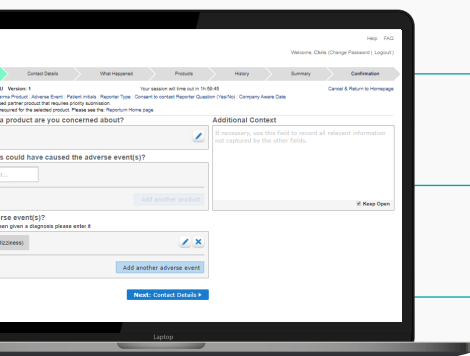 Help FAQ
Welcome, Chris (Change Password | Logout)
Contact Details What Happened Products History Summary Confirmation
U Version: 1 Your session will time out in 1h Cancel & Return to Homepage
Product : Adverse Event : Patient initials : Reporter Type : Consent to contact Reporter Question (Yes/No) : Company Aware Date
partner product that requires priority submission.
required for the selected product. Please see the Reportum Home page
a product are you concerned about? Additional Context
If necessary, use this field to record all relevant information
not captured by the other fields.
s could have caused the adverse event(s)?
Add another product
Keep Open
rse event(s)?
en given a diagnosis please enter it
izziness)
Add another adverse event
Next: Contact Details
Laptop